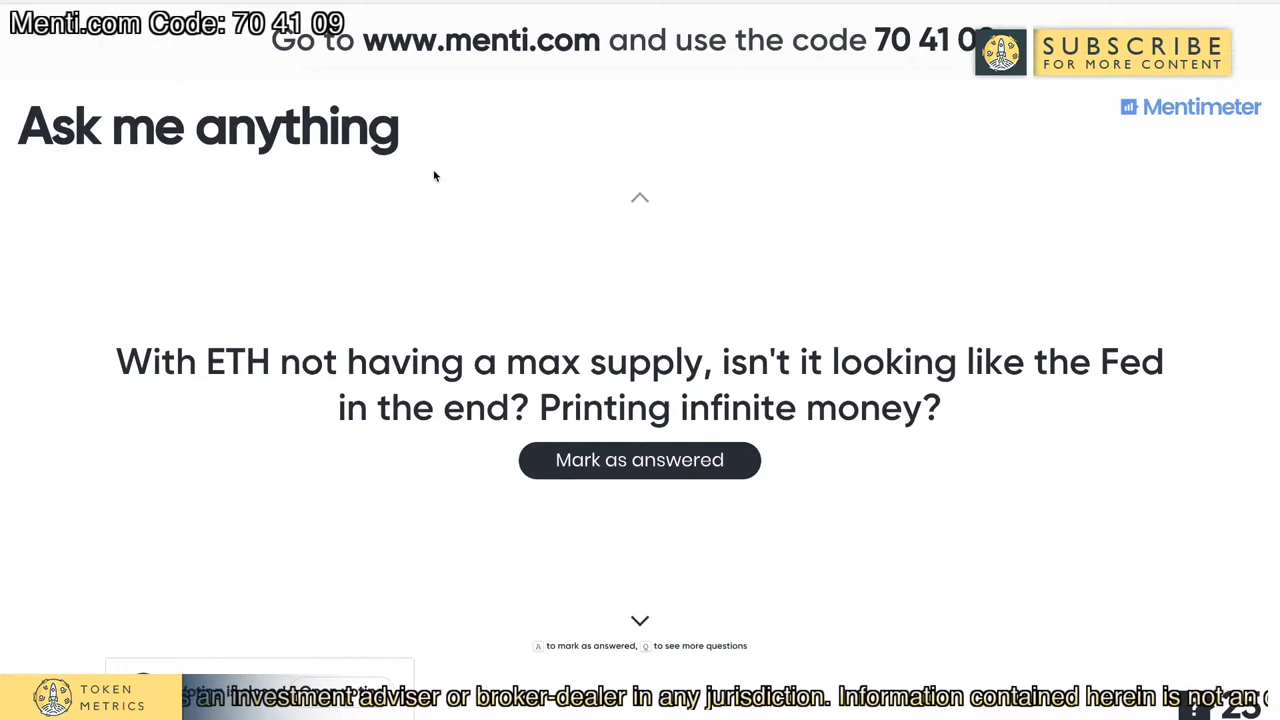 Menti.com Code: 70 41 09
Go to www.menti.com and use the code 70 41
SUBSCRIBE
FOR MORE CONTENT
Ask me anything
Mentimeter
With ETH not having a max supply, isn't it looking like the Fed
in the end? Printing infinite money?
Mark as answered
A to mark as answered, Q to see more questions
TOKEN
METRICS
an investment adviser or broker-dealer in any jurisdiction. Information contained herein is not an
? 25